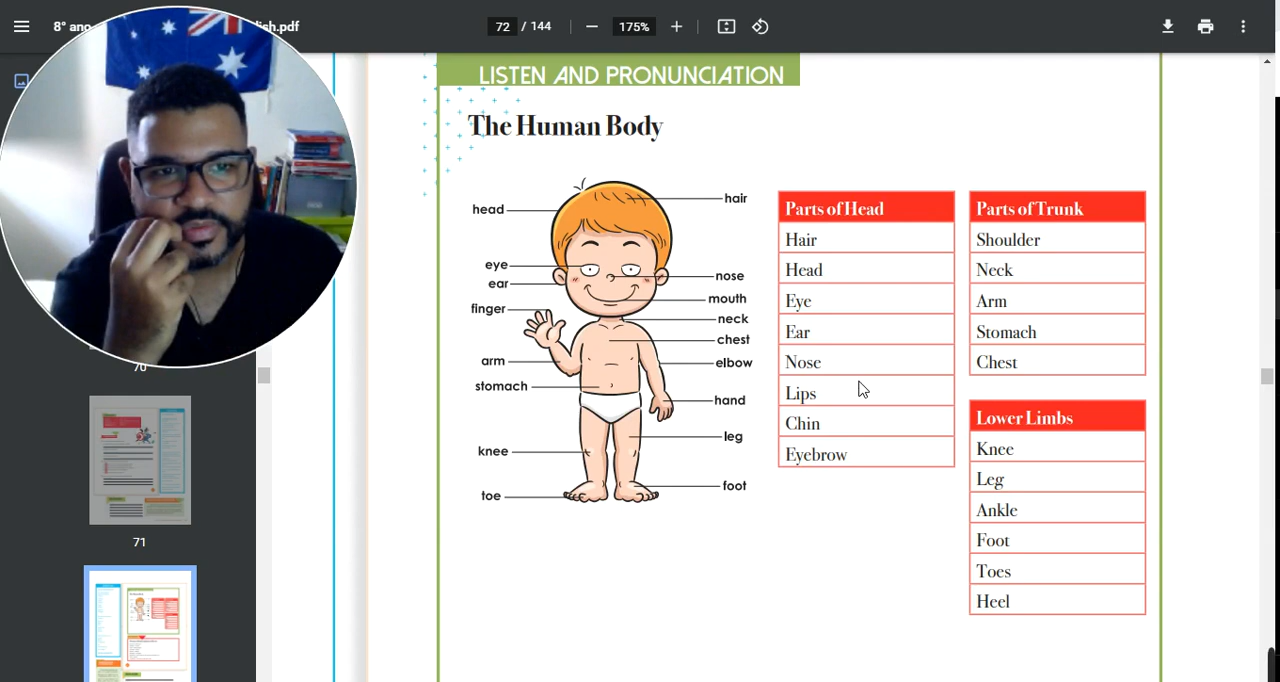 8° ano
ish.pdf
72 / 144
175%
LISTEN AND PRONUNCIATION
The Human Body
head
hair
eye
nose
ear
mouth
finger
neck
chest
arm
elbow
stomach
hand
leg
knee
foot
toe
Parts of Head
Hair
Head
Eye
Ear
Nose
Lips
Chin
Eyebrow
Parts of Trunk
Shoulder
Neck
Arm
Stomach
Chest
Lower Limbs
Knee
Leg
Ankle
Foot
Toes
Heel
70
71